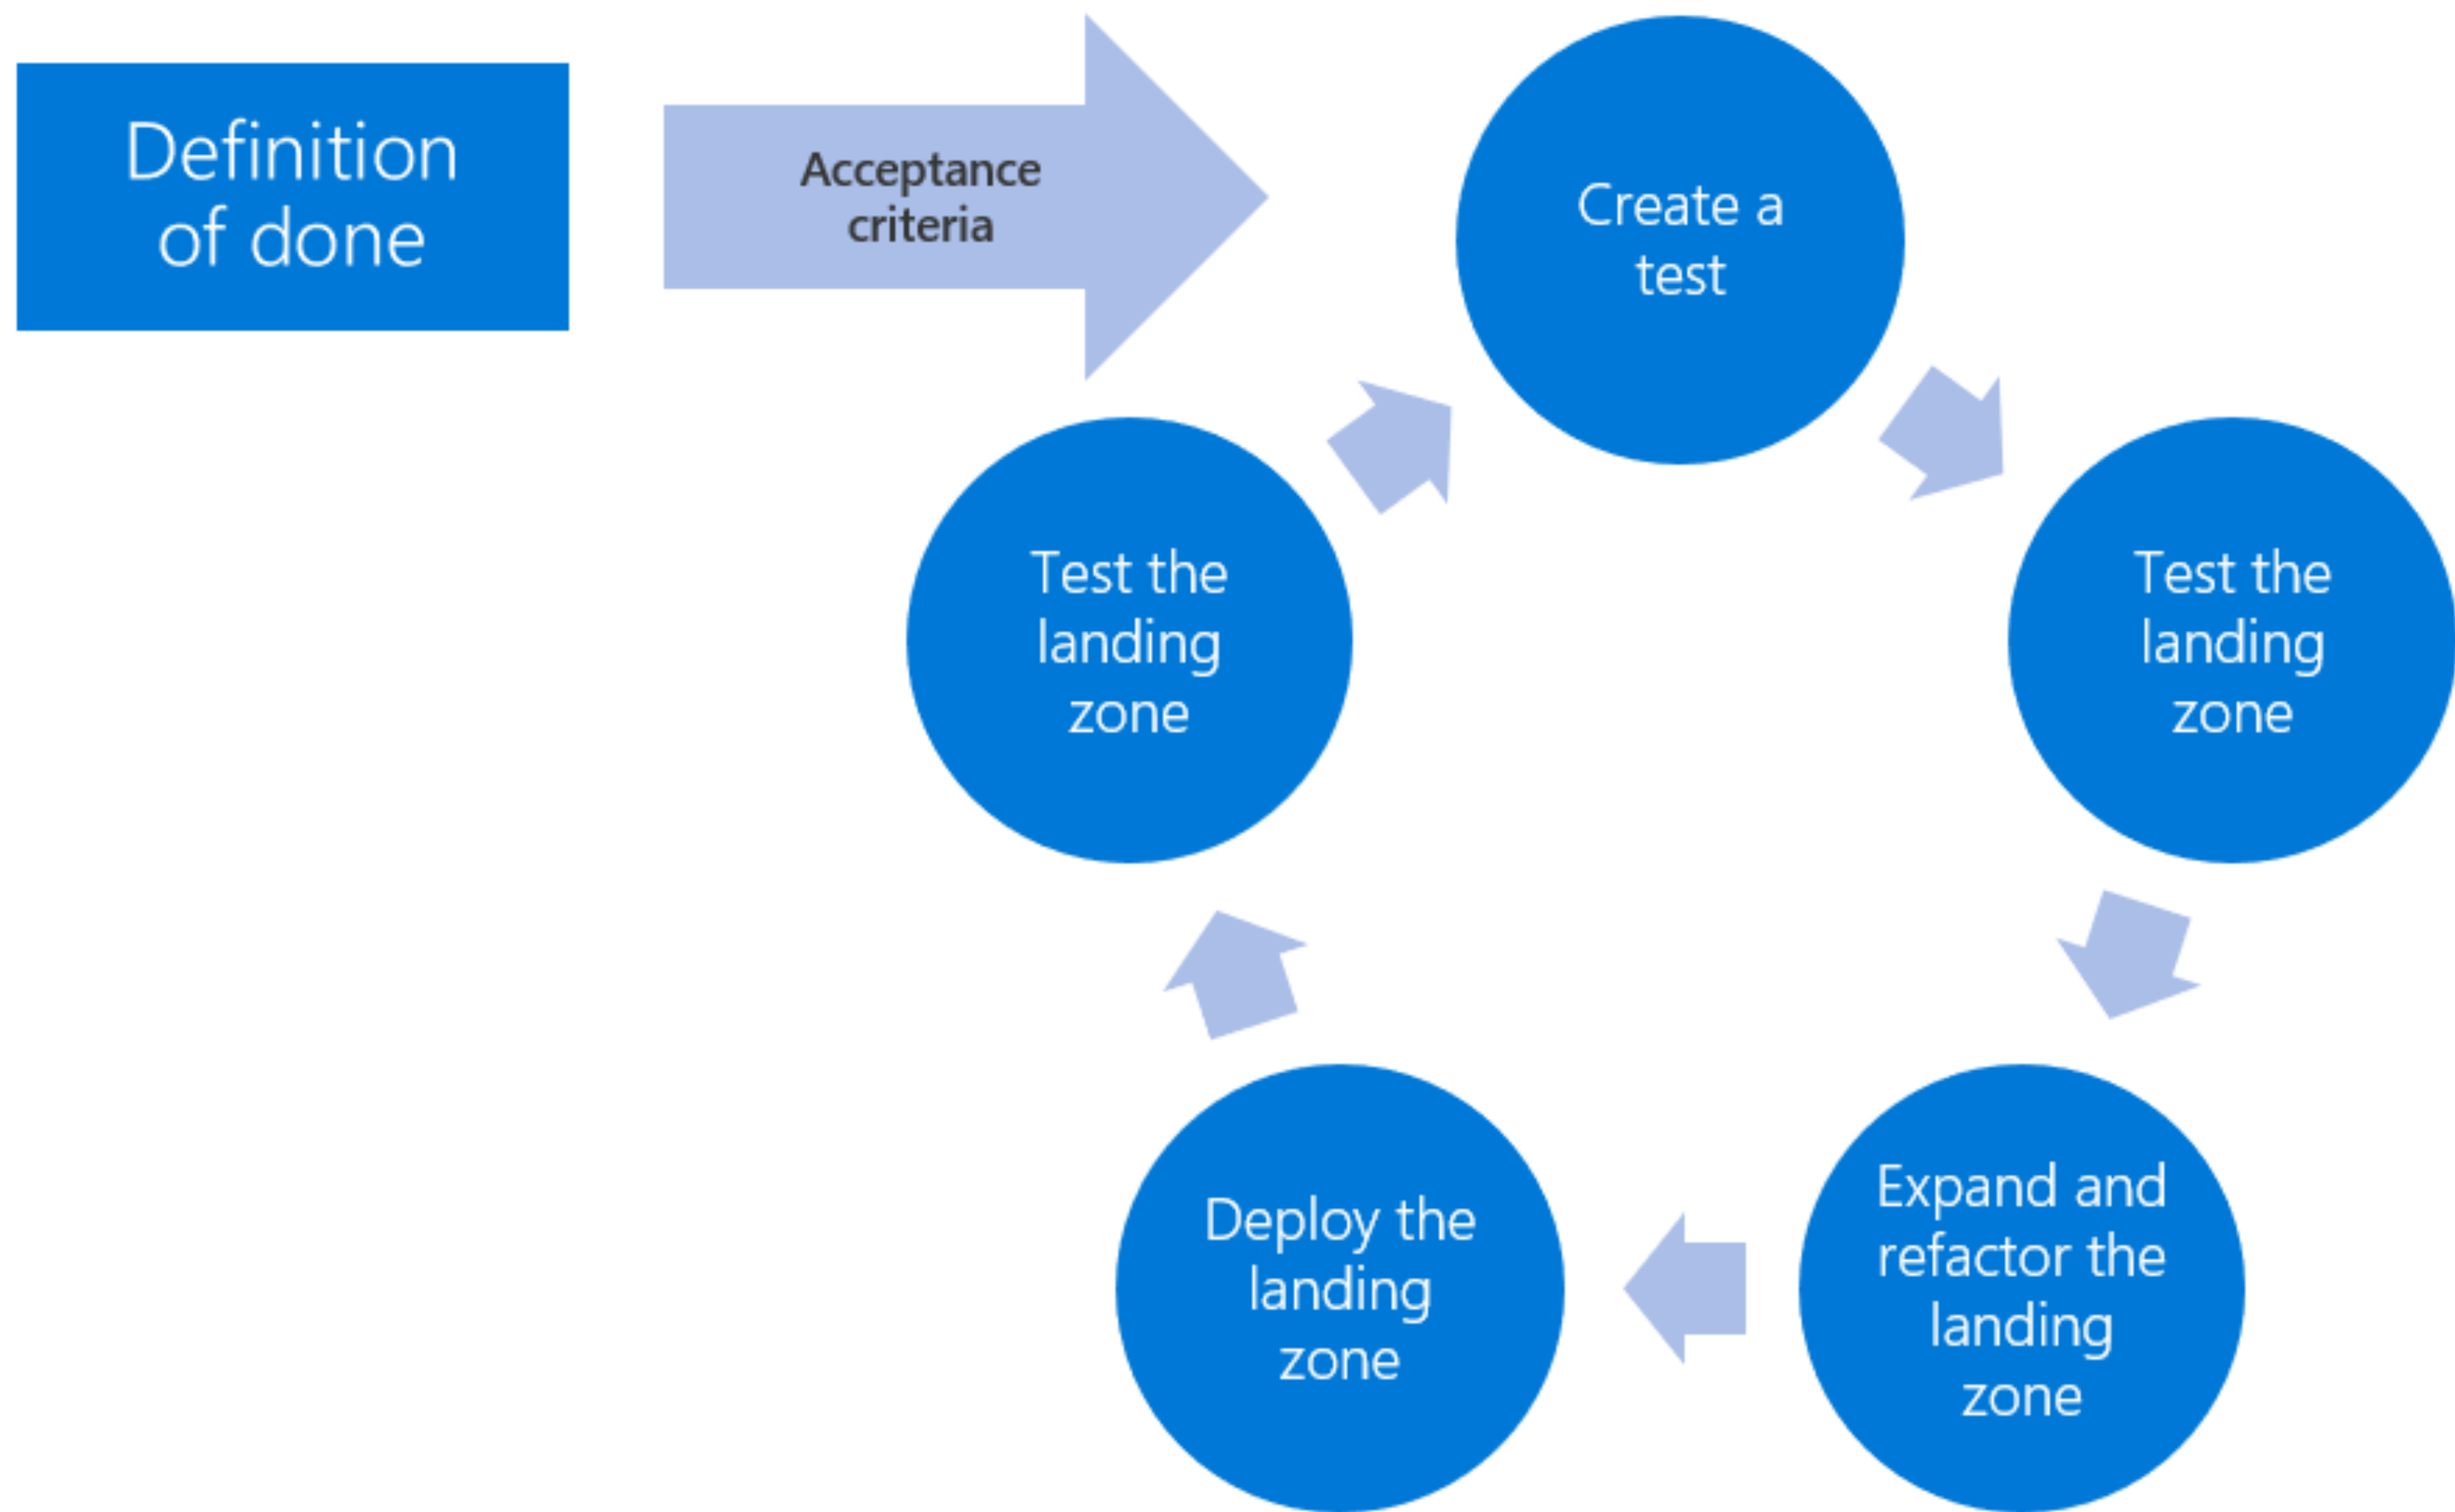 Definition
of done
Acceptance
criteria
Create a
test
Test the
landing
zone
Expand and
refactor the
landing
zone
Deploy the
landing
zone
Test the
landing
zone